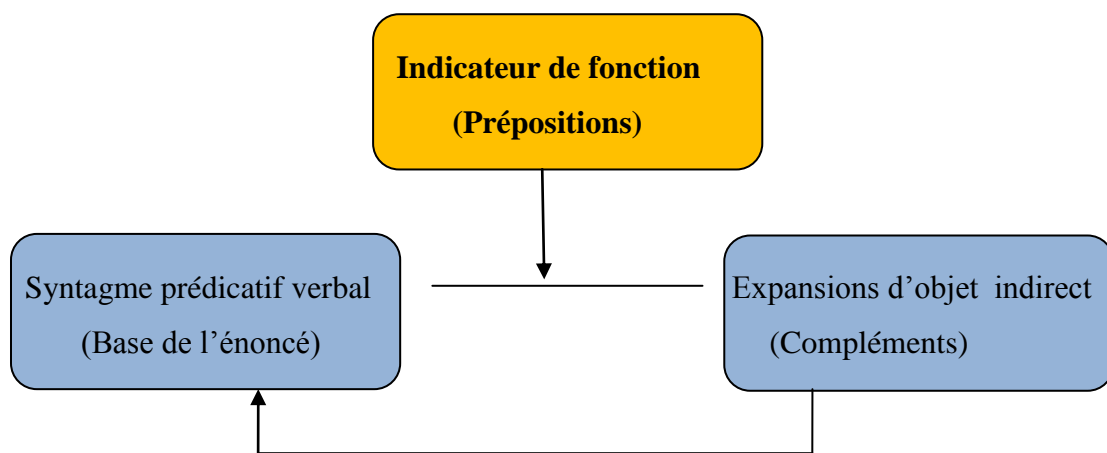 Indicateur de fonction
(Prépositions)
Syntagme prédicatif verbal
(Base de l’énoncé)
Expansions d’objet indirect
(Compléments)